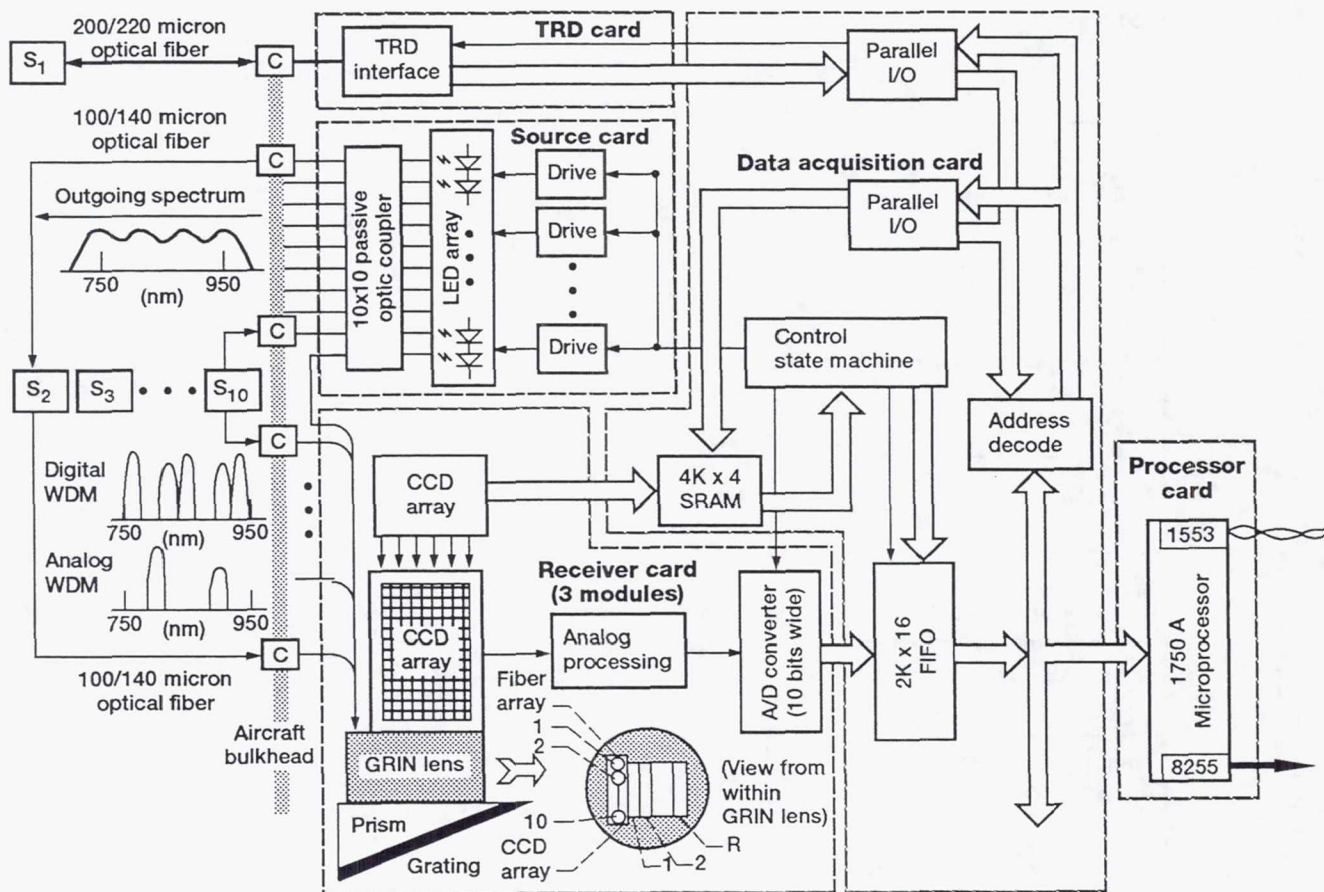 200/220 micron
optical fiber
S1
C
TRD
interface
TRD card
Parallel
I/O
100/140 micron
optical fiber
C
Source card
Drive
Data acquisition card
Parallel
I/O
Outgoing spectrum
750
950
(nm)
10x10 passive
optic coupler
LED array
Drive
C
Drive
Control
state machine
S2
S3
S10
C
Address
decode
Digital
WDM
750
(nm)
950
CCD
array
4K x 4
SRAM
Processor
card
1553
Analog
WDM
750
(nm)
950
Receiver card
(3 modules)
CCD
array
Analog
processing
A/D converter
(10 bits wide)
2K x 16
FIFO
1750 A
Microprocessor
C
100/140 micron
optical fiber
Fiber
array
1
2
Aircraft
bulkhead
GRIN lens
(View from
within
GRIN lens)
8255
Prism
10
Grating
CCD
array
1
2
R